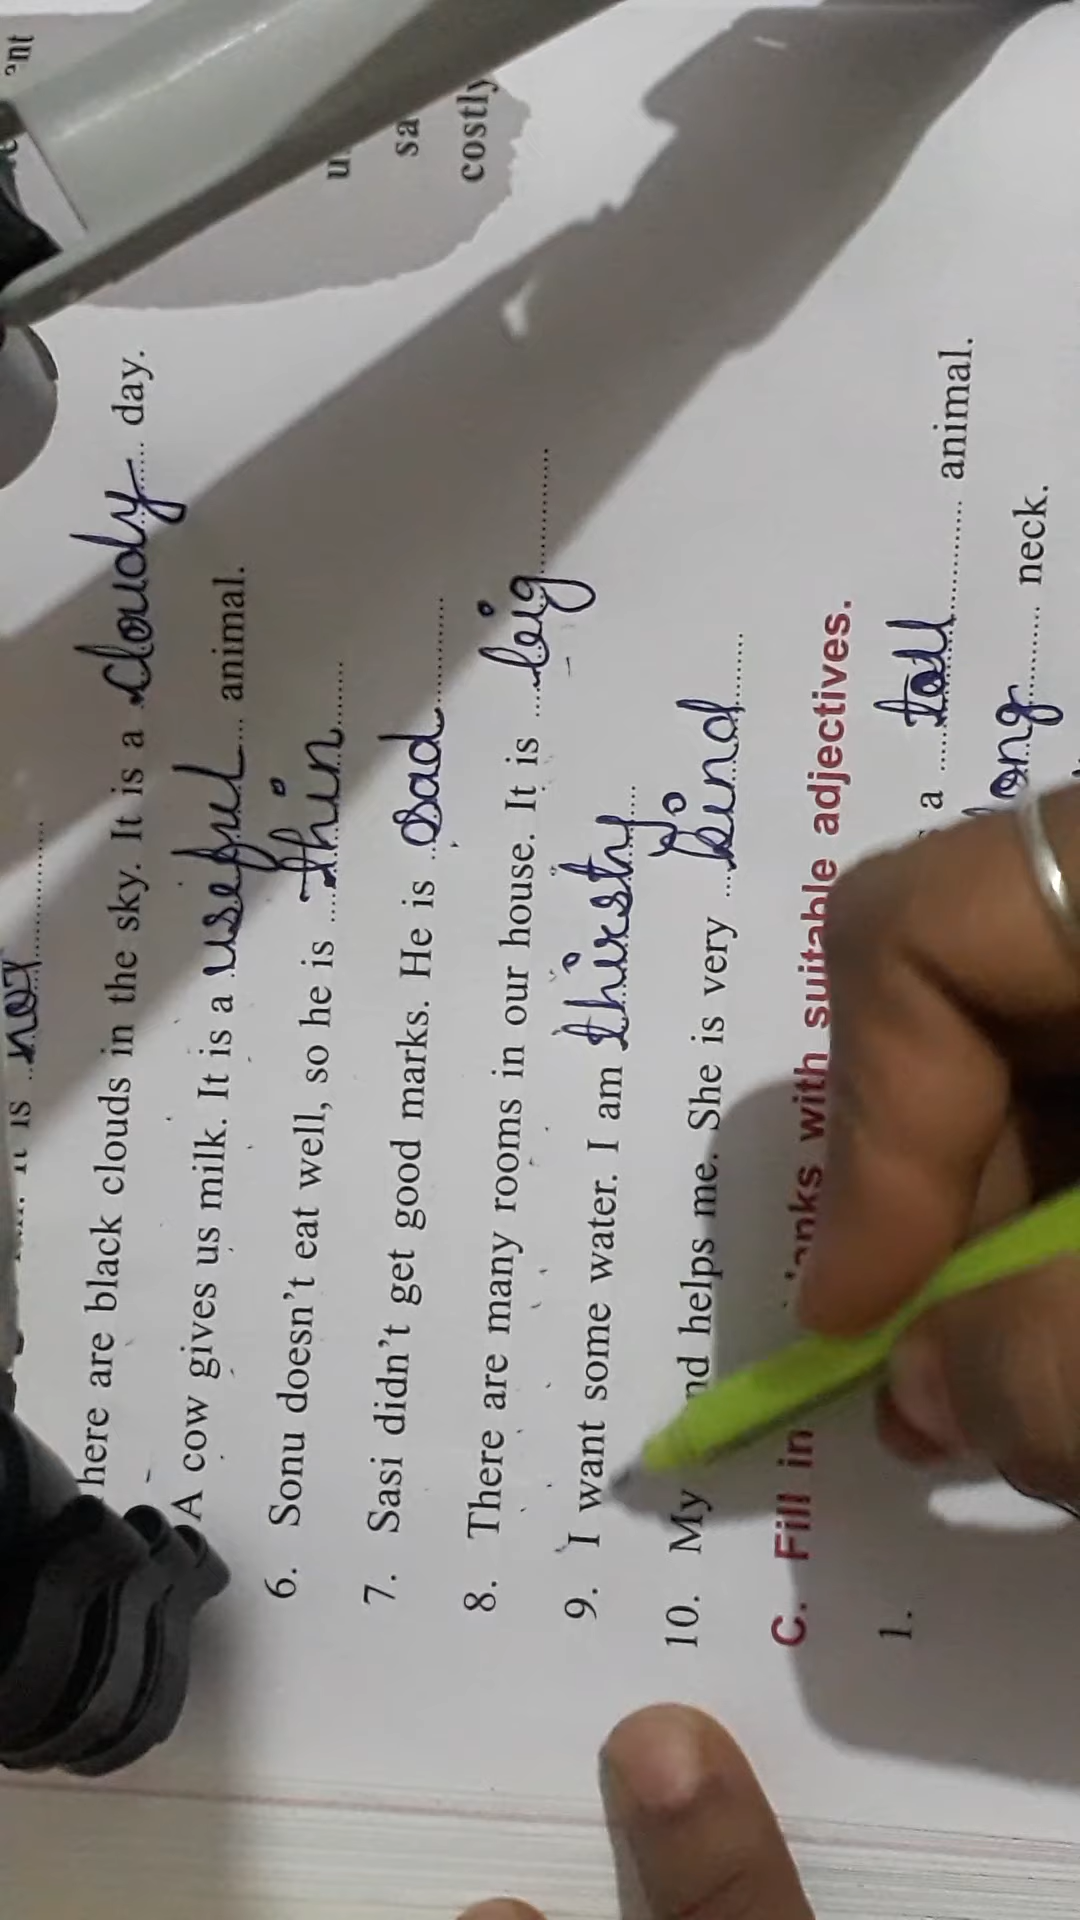 It is hot
here are black clouds in the sky. It is a cloudy day.
A cow gives us milk. It is a useful animal.
6. Sonu doesn't eat well, so he is thin
7. Sasi didn't get good marks. He is sad
8. There are many rooms in our house. It is big
9. I want some water. I am thirsty
10. My nd helps me. She is very kind
C. Fill in anks with suitable adjectives.
1. a tall animal.
ong neck.
sa
costly